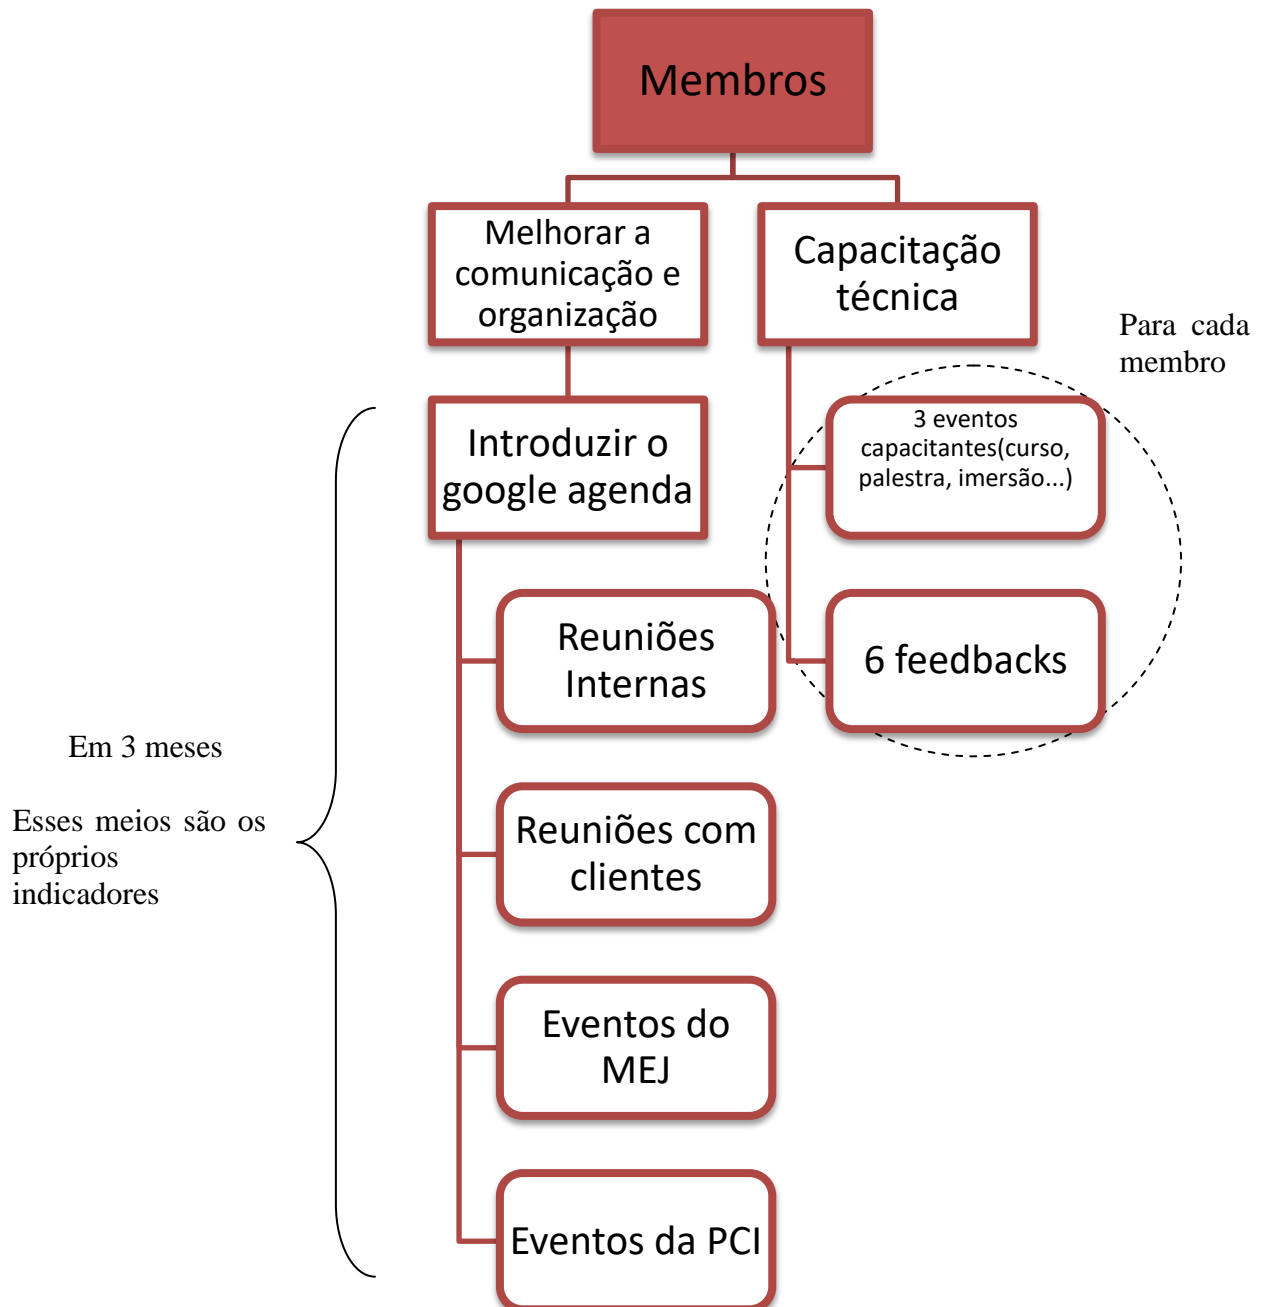 Membros
Melhorar a
comunicação e
organização
Capacitação
técnica
Para cada
membro
Introduzir o
google agenda
3 eventos
capacitantes(curso,
palestra, imersão...)
Reuniões
Internas
6 feedbacks
Em 3 meses
Esses meios são os
próprios
indicadores
Reuniões com
clientes
Eventos do
MEJ
Eventos da PCI